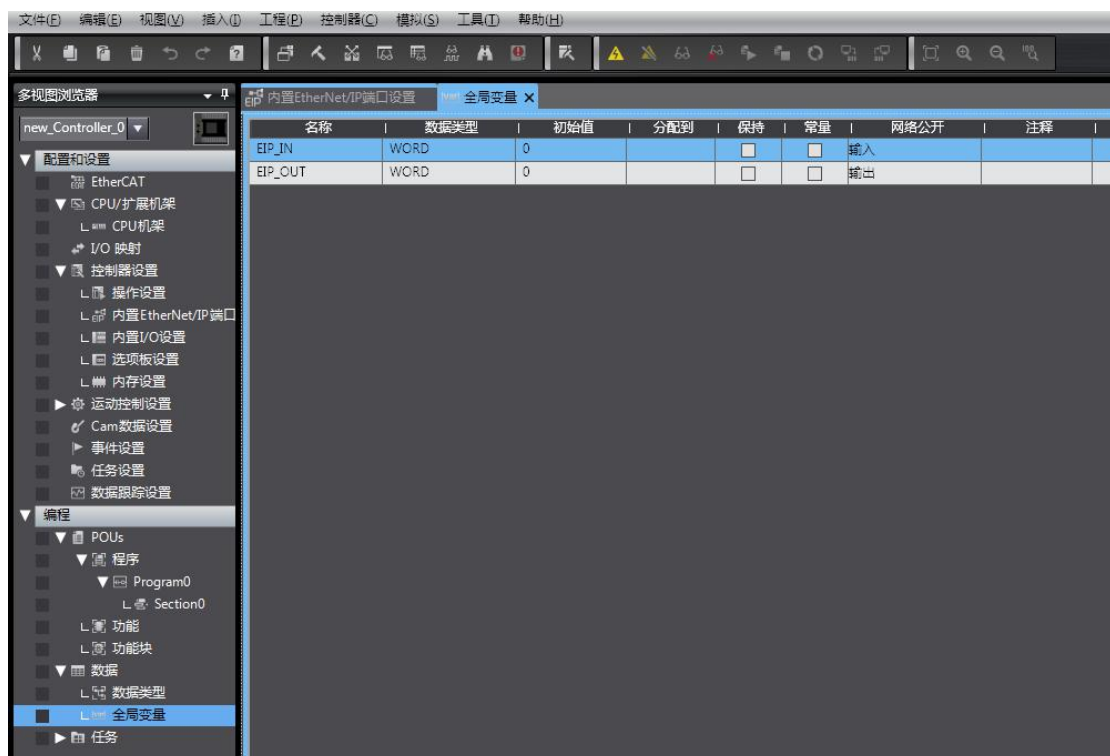 文件(F) 编辑(E) 视图(V) 插入(I) 工程(P) 控制器(C) 模拟(S) 工具(T) 帮助(H)
多视图浏览器
内置EtherNet/IP端口设置 全局变量
new_Controller_0
名称 数据类型 初始值 分配到 保持 常量 网络公开 注释
EIP_IN WORD 0 输入
EIP_OUT WORD 0 输出
配置和设置
EtherCAT
CPU/扩展机架
CPU机架
I/O 映射
控制器设置
操作设置
内置EtherNet/IP端口
内置I/O设置
选项板设置
内存设置
运动控制设置
Cam数据设置
事件设置
任务设置
数据跟踪设置
编程
POUs
程序
Program0
Section0
功能
功能块
数据
数据类型
全局变量
任务